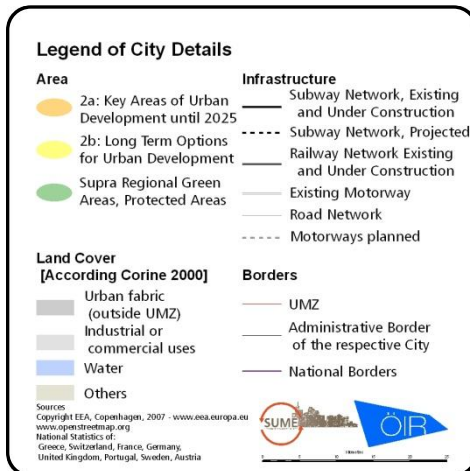 Legend of City Details
Area
2a: Key Areas of Urban
Development until 2025
2b: Long Term Options
for Urban Development
Supra Regional Green
Areas, Protected Areas
Infrastructure
Subway Network, Existing
and Under Construction
Subway Network, Projected
Railway Network Existing
and Under Construction
Existing Motorway
Road Network
Motorways planned
Land Cover
[According Corine 2000]
Urban fabric
(outside UMZ)
Industrial or
commercial uses
Water
Others
Borders
UMZ
Administrative Border
of the respective City
National Borders
Sources
Copyright EEA, Copenhagen, 2007 - www.eea.europa.eu
www.openstreetmap.org
National Statistics of:
Greece, Switzerland, France, Germany,
United Kingdom, Portugal, Sweden, Austria
SUME
ÖIR